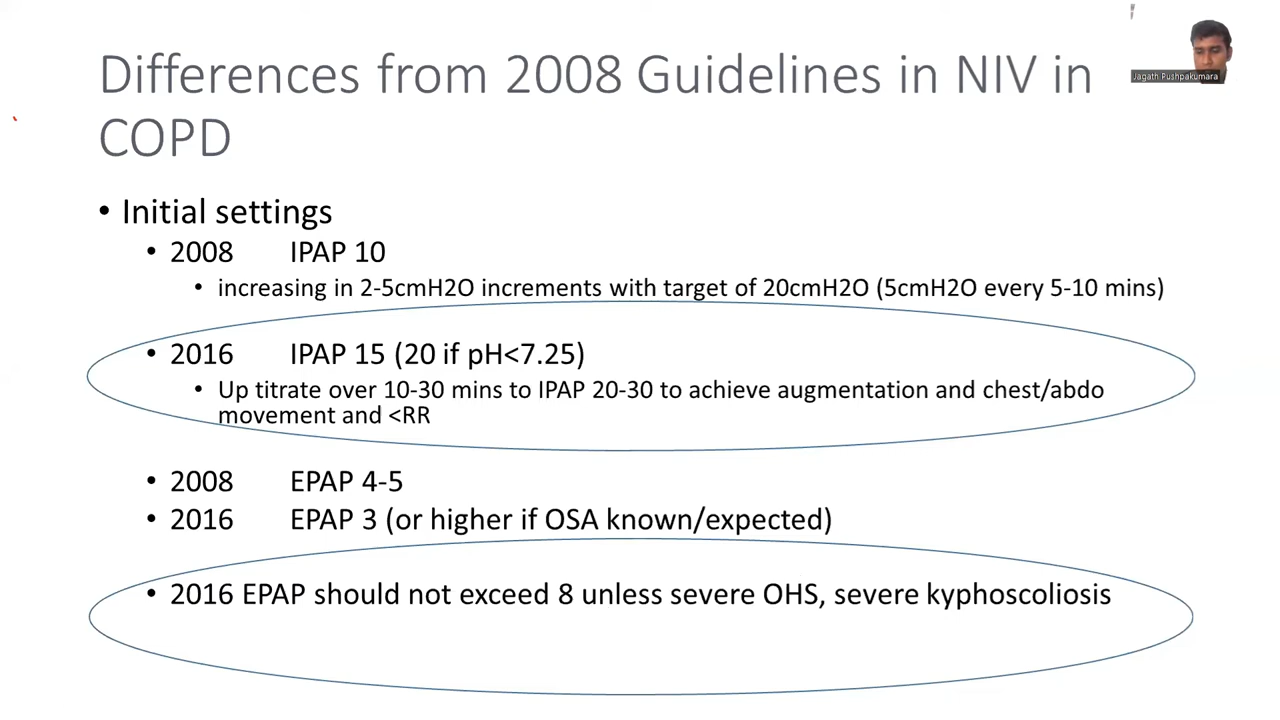 Differences from 2008 Guidelines in NIV in
COPD
Jagath Pushpakumara
• Initial settings
• 2008 IPAP 10
• increasing in 2-5cmH2O increments with target of 20cmH2O (5cmH2O every 5-10 mins)
• 2016 IPAP 15 (20 if pH<7.25)
• Up titrate over 10-30 mins to IPAP 20-30 to achieve augmentation and chest/abdo
movement and <RR
• 2008 EPAP 4-5
• 2016 EPAP 3 (or higher if OSA known/expected)
• 2016 EPAP should not exceed 8 unless severe OHS, severe kyphoscoliosis